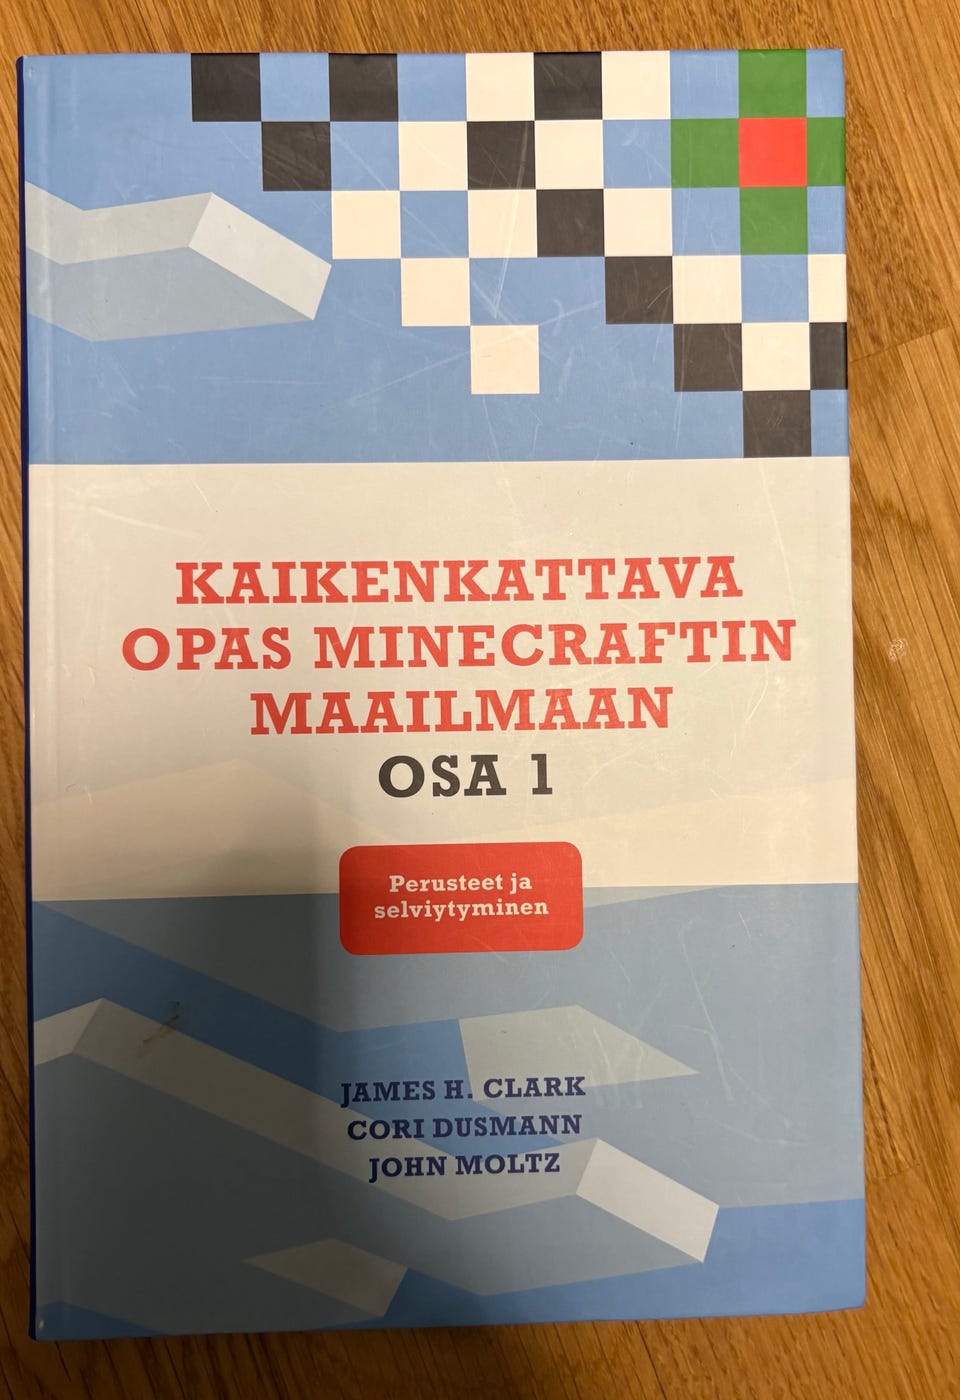 KAIKENKATTAVA
OPAS MINECRAFTIN
MAAILMAAN
OSA 1
Perusteet ja
selviytyminen
JAMES H. CLARK
CORI DUSMANN
JOHN MOLTZ